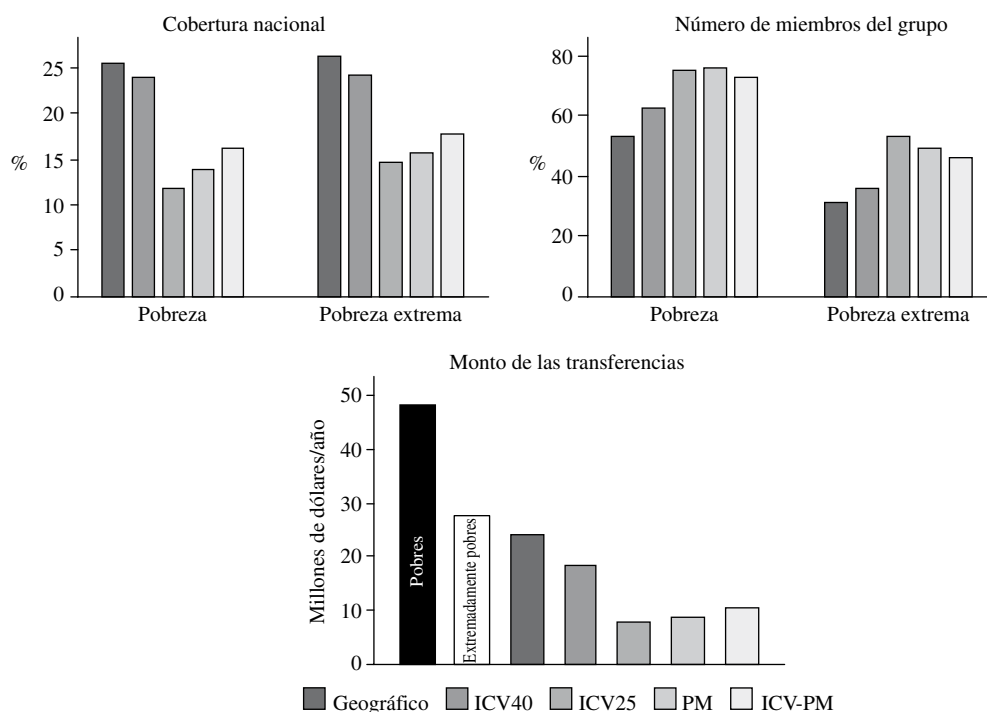 Cobertura nacional
25
20
%
15
10
5
0
Pobreza
Pobreza extrema
Número de miembros del grupo
80
60
%
40
20
0
Pobreza
Pobreza extrema
Monto de las transferencias
Millones de dólares/año
50
40
30
20
10
0
Pobres
Extremadamente pobres
Geográfico ICV40 ICV25 PM ICV-PM